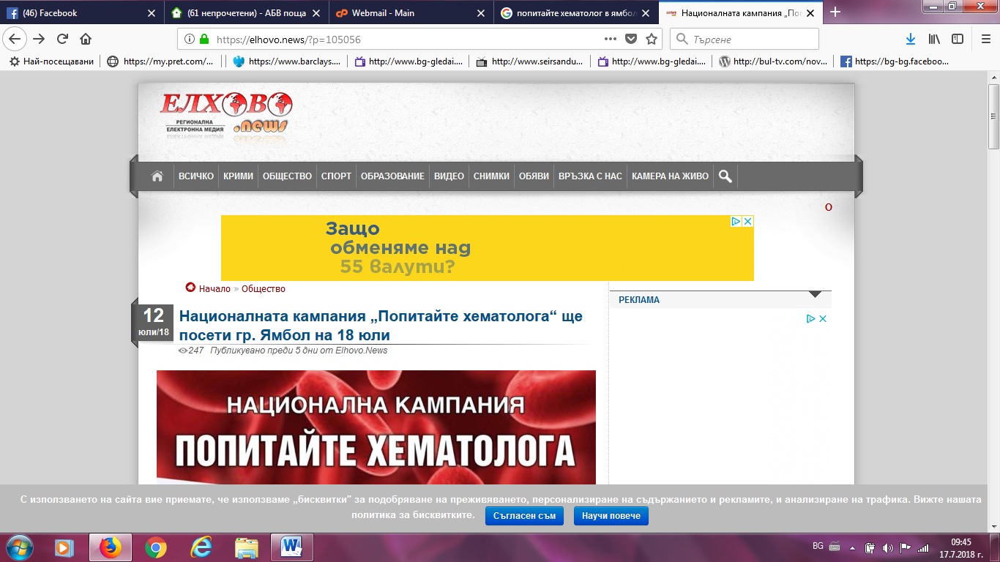 (46) Facebook
(61 непрочетени) - АБВ поща
Webmail - Main
попитайте хематолог в ямбол
Националната кампания „Поп
https://elhovo.news/?p=105056
Търсене
Най-посещавани
https://my.pret.com/...
https://www.barclays....
http://www.bg-gledai....
http://www.seirsandu...
http://www.bg-gledai....
http://bul-tv.com/nov...
https://bg-bg.faceboo...
ЕЛХОВО
РЕГИОНАЛНА
ЕЛЕКТРОННА МЕДИЯ
.news
ВСИЧКО
КРИМИ
ОБЩЕСТВО
СПОРТ
ОБРАЗОВАНИЕ
ВИДЕО
СНИМКИ
ОБЯВИ
ВРЪЗКА С НАС
КАМЕРА НА ЖИВО
О
Защо
обменяме над
55 валути?
Начало » Общество
РЕКЛАМА
12
юли/18
Националната кампания „Попитайте хематолога“ ще
посети гр. Ямбол на 18 юли
247 Публикувано преди 5 дни от Elhovo.News
НАЦИОНАЛНА КАМПАНИЯ
ПОПИТАЙТЕ ХЕМАТОЛОГА
С използването на сайта вие приемате, че използваме „бисквитки" за подобряване на преживяването, персонализиране на съдържанието и рекламите, и анализиране на трафика. Вижте нашата
политика за бисквитките.
Съгласен съм
Научи повече
BG
09:45
17.7.2018 г.